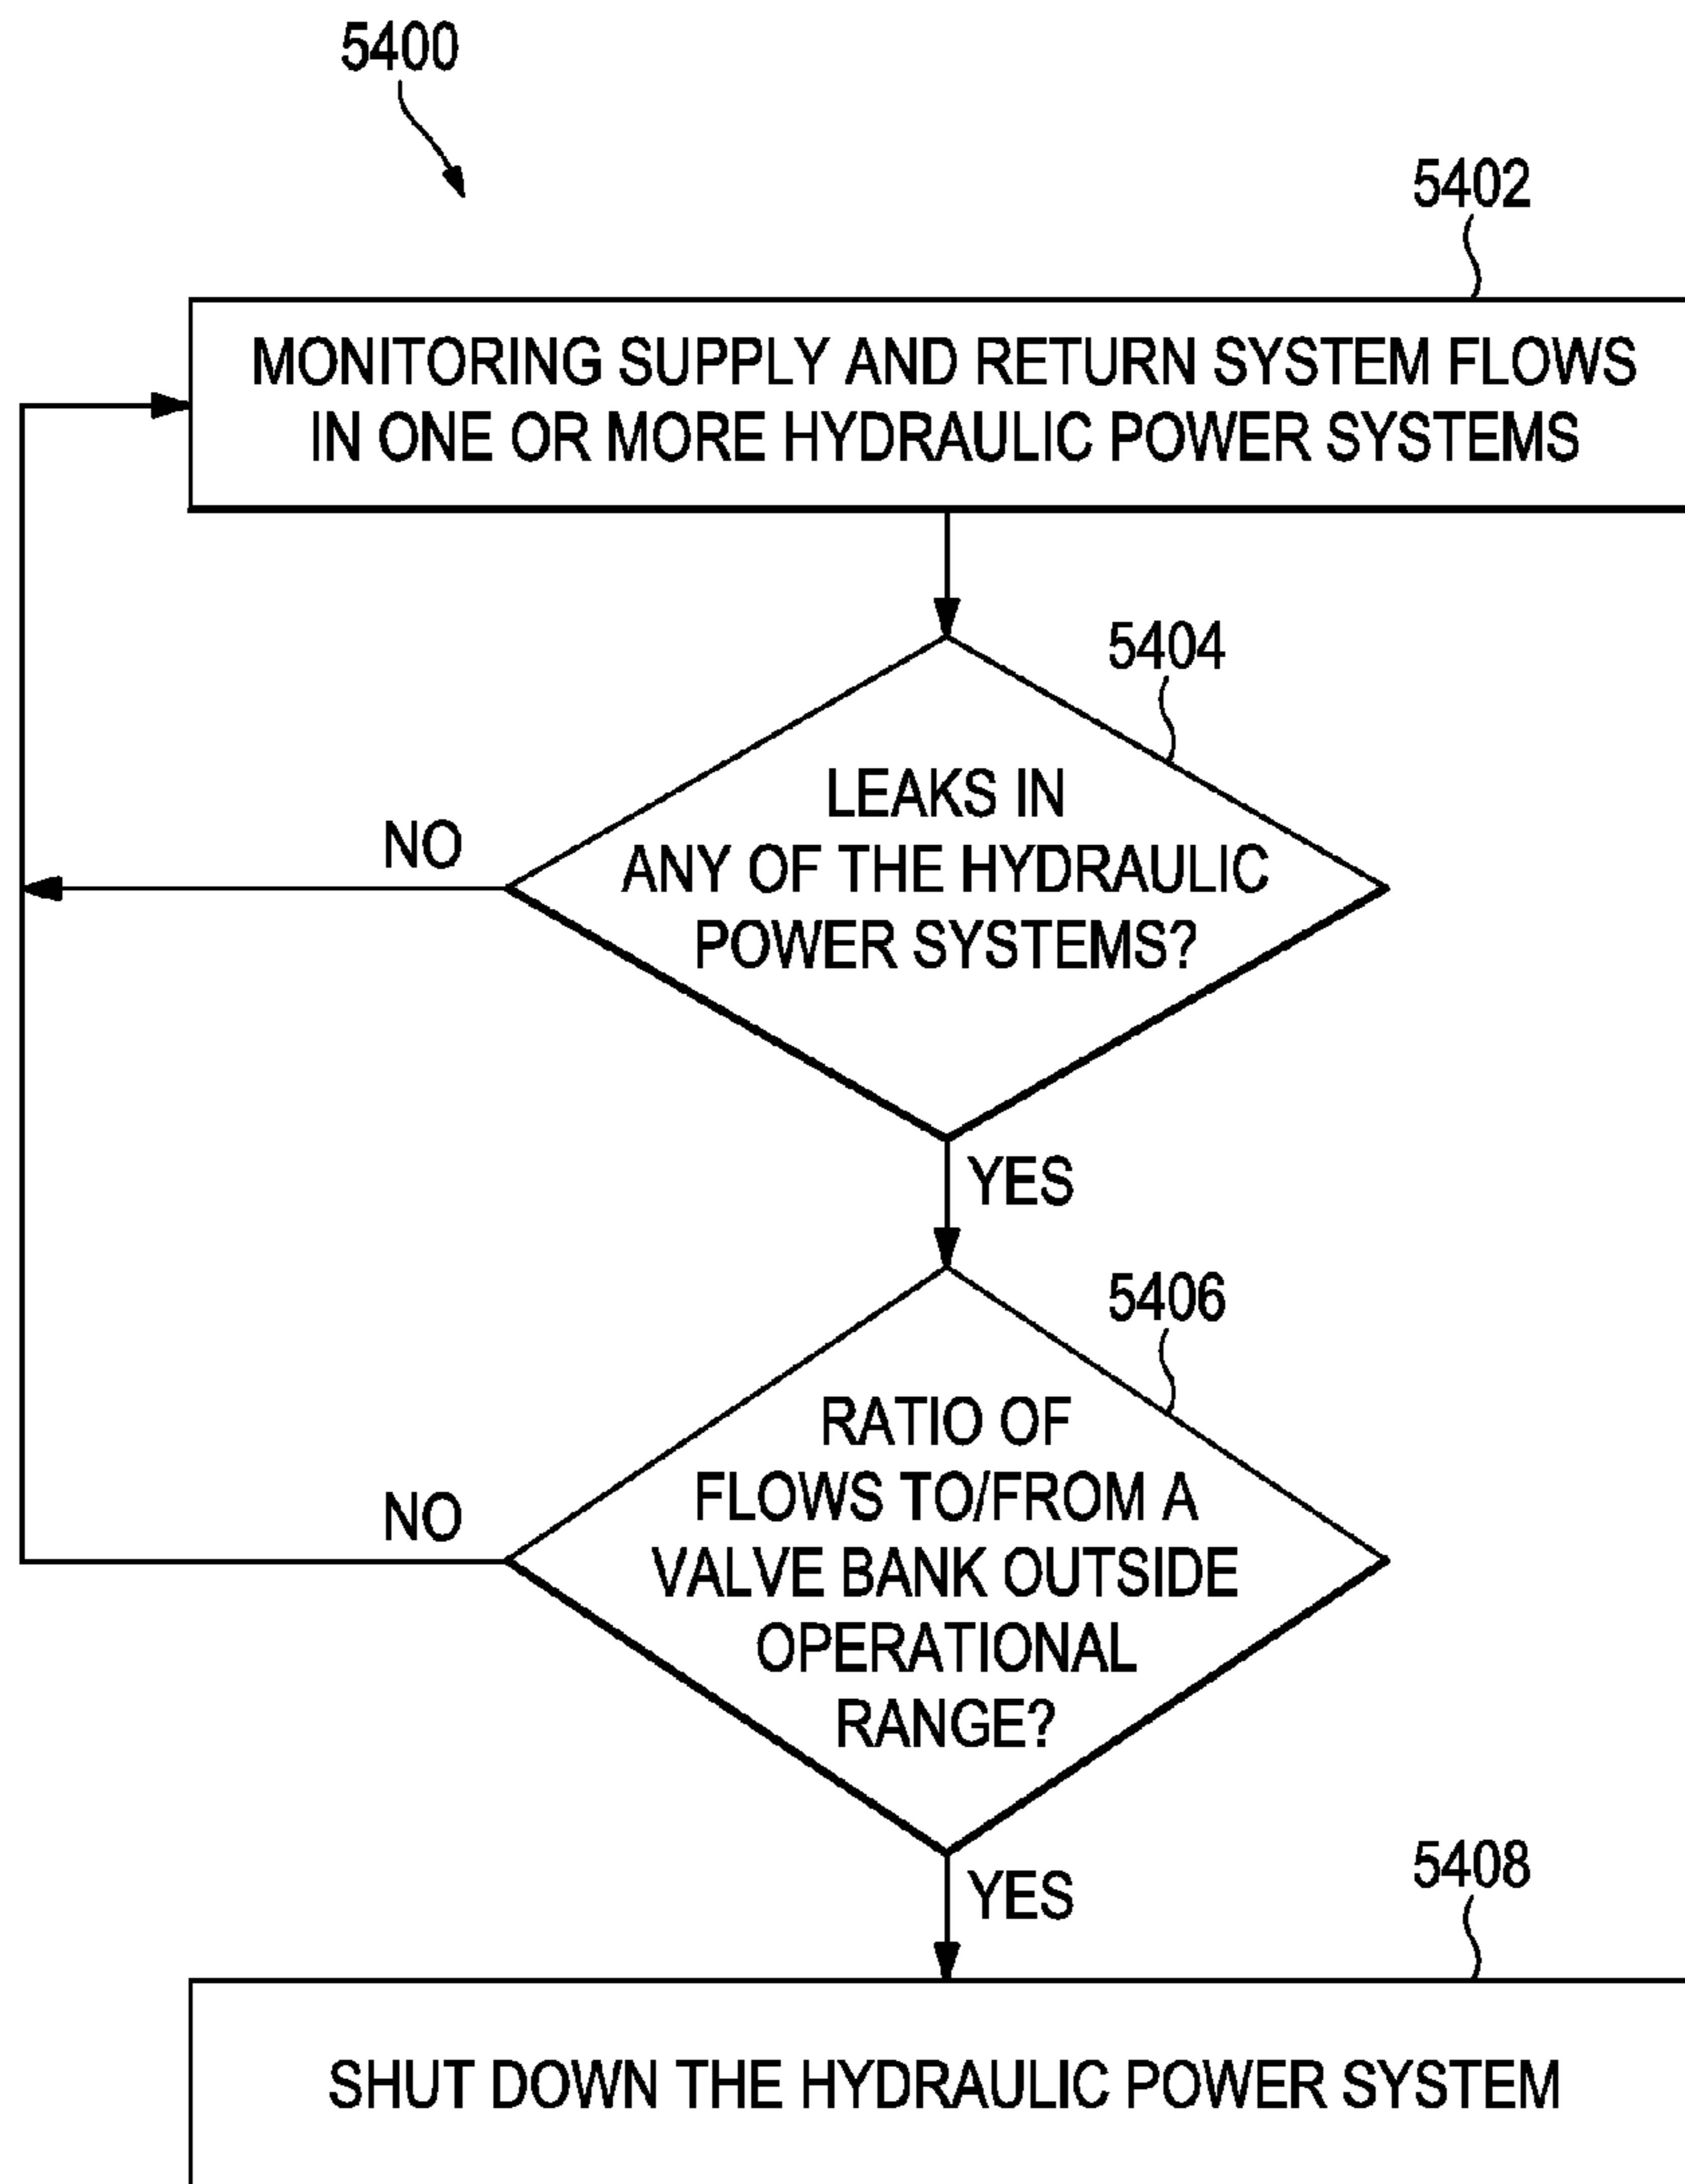 5400
5402
MONITORING SUPPLY AND RETURN SYSTEM FLOWS
IN ONE OR MORE HYDRAULIC POWER SYSTEMS
5404
LEAKS IN
ANY OF THE HYDRAULIC
POWER SYSTEMS?
NO
YES
5406
RATIO OF
FLOWS TO/FROM A
VALVE BANK OUTSIDE
OPERATIONAL
RANGE?
NO
YES
5408
SHUT DOWN THE HYDRAULIC POWER SYSTEM